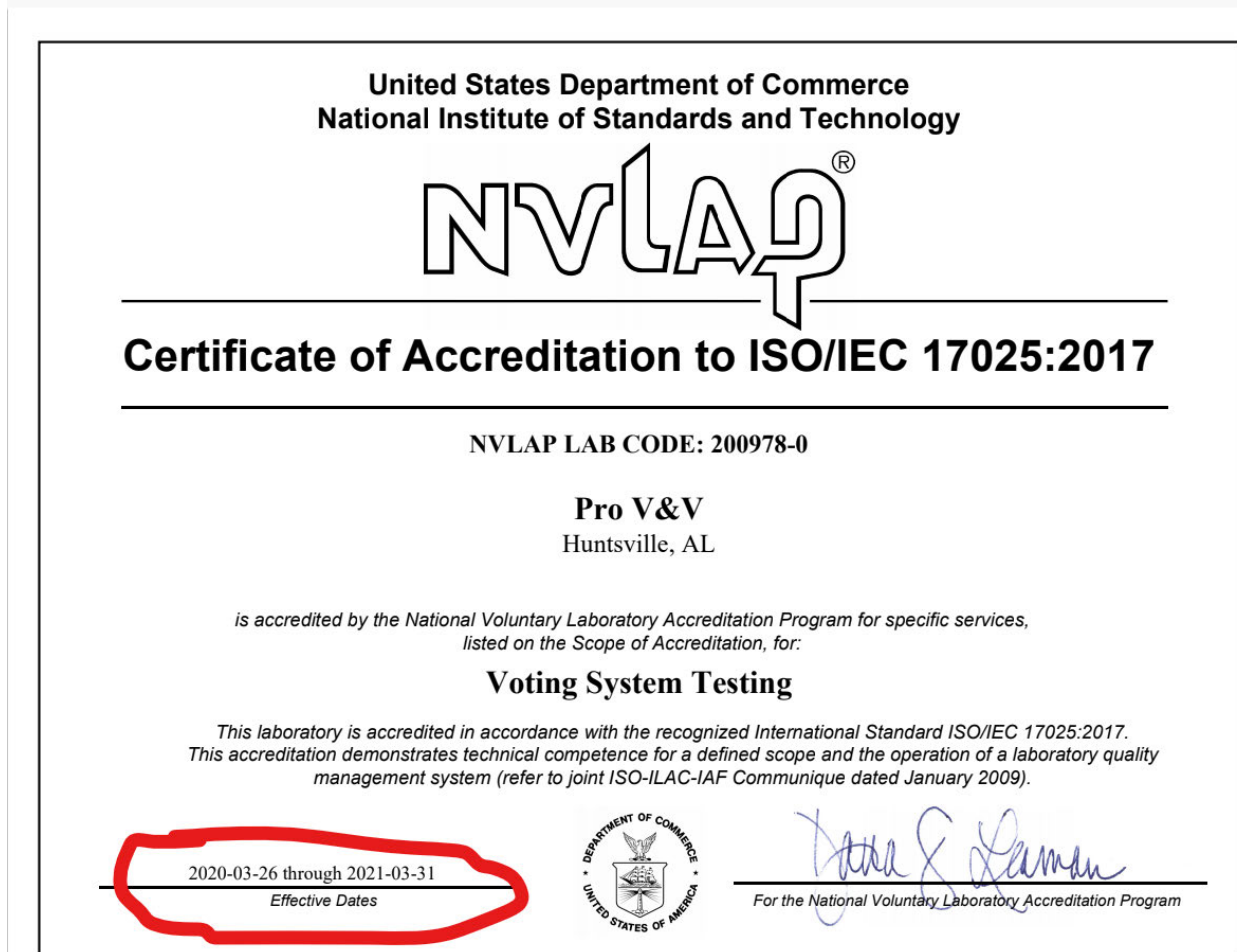 United States Department of Commerce
National Institute of Standards and Technology
NVLAP®
Certificate of Accreditation to ISO/IEC 17025:2017
NVLAP LAB CODE: 200978-0
Pro V&V
Huntsville, AL
is accredited by the National Voluntary Laboratory Accreditation Program for specific services,
listed on the Scope of Accreditation, for:
Voting System Testing
This laboratory is accredited in accordance with the recognized International Standard ISO/IEC 17025:2017.
This accreditation demonstrates technical competence for a defined scope and the operation of a laboratory quality
management system (refer to joint ISO-ILAC-IAF Communique dated January 2009).
2020-03-26 through 2021-03-31
Effective Dates
DEPARTMENT OF COMMERCE
UNITED STATES OF AMERICA
Dana S Leaman
For the National Voluntary Laboratory Accreditation Program